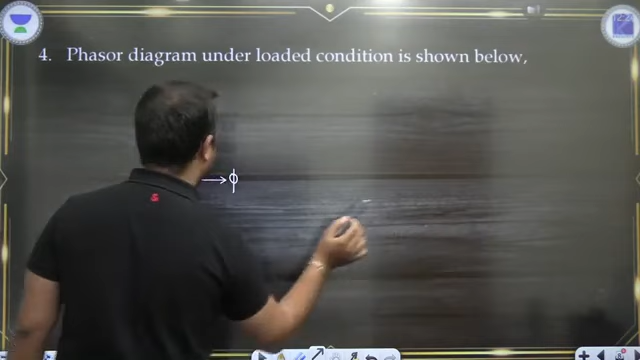 4. Phasor diagram under loaded condition is shown below,
ϕ